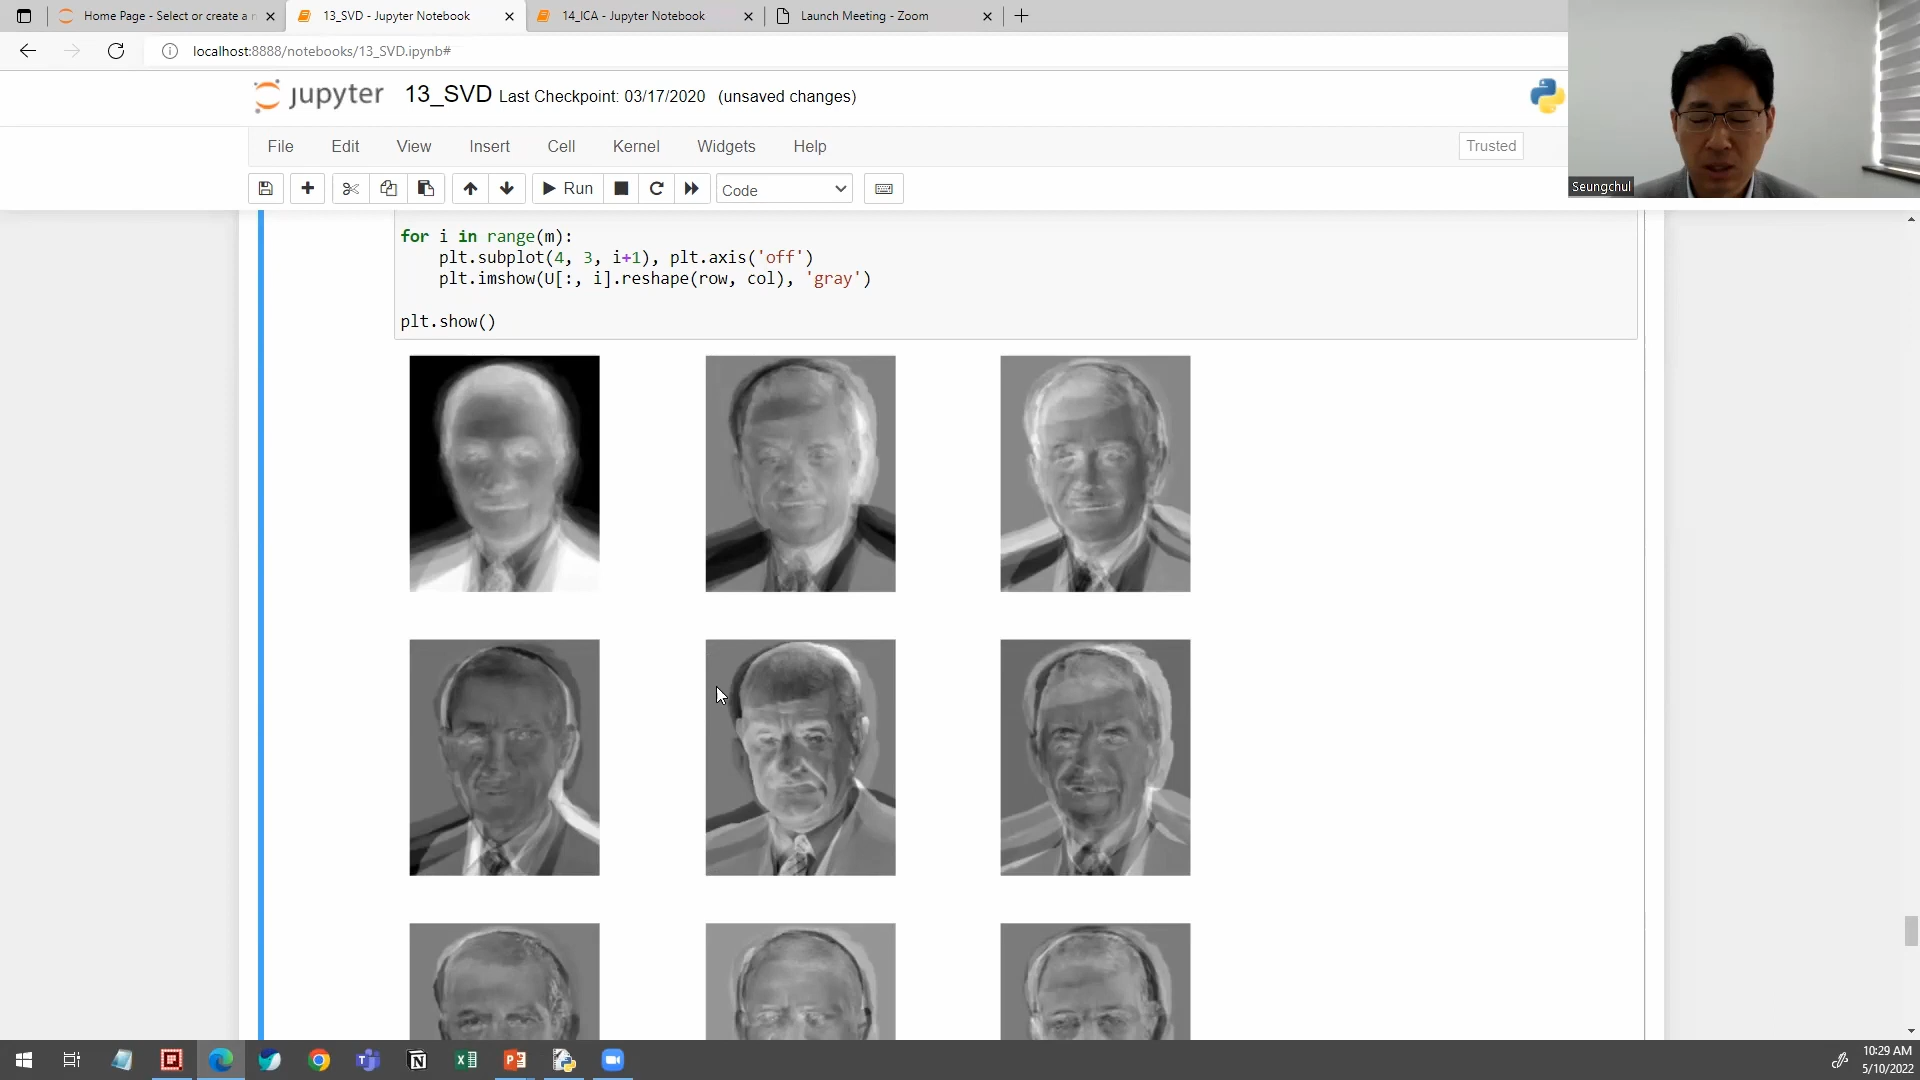 Home Page - Select or create a n
13_SVD - Jupyter Notebook
14_ICA - Jupyter Notebook
Launch Meeting - Zoom
localhost:8888/notebooks/13_SVD.ipynb#
jupyter 13_SVD Last Checkpoint: 03/17/2020 (unsaved changes)
File Edit View Insert Cell Kernel Widgets Help
Trusted
Run
Code
Seungchul
for i in range(m):
    plt.subplot(4, 3, i+1), plt.axis('off')
    plt.imshow(U[:, i].reshape(row, col), 'gray')
plt.show()
10:29 AM
5/10/2022